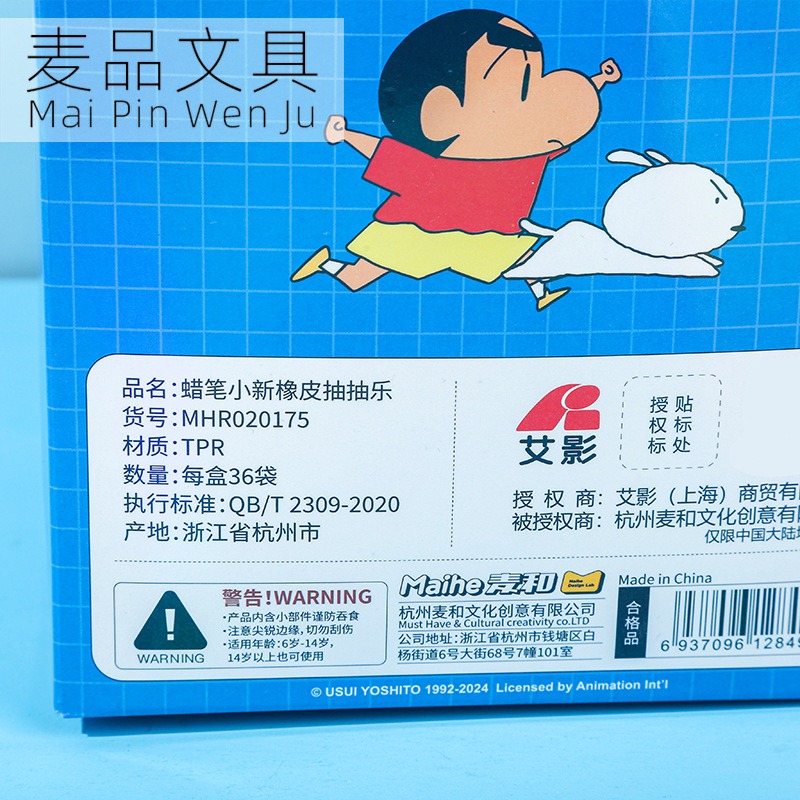 麦品文具
Mai Pin Wen Ju
品名:蜡笔小新橡皮抽抽乐
货号:MHR020175
材质:TPR
数量:每盒36袋
执行标准:QB/T 2309-2020
产地:浙江省杭州市
艾影
授权标
贴标处
授 权 商: 艾影（上海）商贸有
被授权商: 杭州麦和文化创意有
仅限中国大陆
WARNING
警告!WARNING
·产品内含小部件谨防吞食
·注意尖锐边缘,切勿刮伤
·适用年龄:6岁-14岁,
14岁以上也可使用
Maihe 麦和
Maihe
Design Lab
杭州麦和文化创意有限公司
Must Have & Cultural creativity co.LTD
公司地址:浙江省杭州市钱塘区白
杨街道6号大街68号7幢101室
Made in China
合格品
6 937096 12849
© USUI YOSHITO 1992-2024 Licensed by Animation Int'l